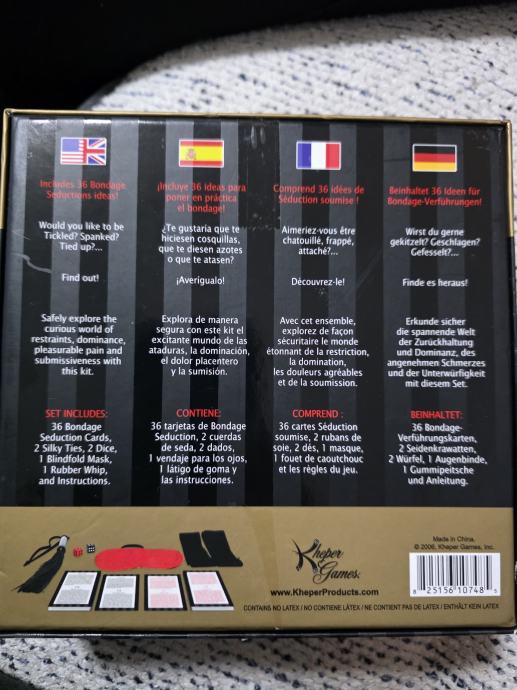 Includes 36 Bondage
Seductions ideas!
Would you like to be
Tickled? Spanked?
Tied up?...
Find out!
Safely explore the
curious world of
restraints, dominance,
pleasurable pain and
submissiveness with
this kit.
SET INCLUDES:
36 Bondage
Seduction Cards,
2 Silky Ties, 2 Dice,
1 Blindfold Mask,
1 Rubber Whip,
and Instructions.
¡Incluye 36 ideas para
poner en práctica
el bondage!
¿Te gustaría que te
hiciesen cosquillas,
que te diesen azotes
o que te atasen?
¡Averígualo!
Explora de manera
segura con este kit el
excitante mundo de las
ataduras, la dominación,
el dolor placentero
y la sumisión.
CONTIENE:
36 tarjetas de Bondage
Seduction, 2 cuerdas
de seda, 2 dados,
1 vendaje para los ojos,
1 látigo de goma y
las instrucciones.
Comprend 36 idées de
Séduction soumise !
Aimeriez-vous être
chatouillé, frappé,
attaché?...
Découvrez-le!
Avec cet ensemble,
explorez de façon
sécuritaire le monde
étonnant de la restriction,
la domination,
les douleurs agréables
et de la soumission.
COMPREND :
36 cartes Séduction
soumise, 2 rubans de
soie, 2 dés, 1 masque,
1 fouet de caoutchouc
et les règles du jeu.
Beinhaltet 36 Ideen für
Bondage-Verführungen!
Wirst du gerne
gekitzelt? Geschlagen?
Gefesselt?...
Finde es heraus!
Erkunde sicher
die spannende Welt
der Zurückhaltung
und Dominanz, des
angenehmen Schmerzes
und der Unterwürfigkeit
mit diesem Set.
BEINHALTET:
36 Bondage-
Verführungskarten,
2 Seidenkrawatten,
2 Würfel, 1 Augenbinde,
1 Gummipeitsche
und Anleitung.
Kheper
Games
www.KheperProducts.com
Made in China.
© 2006, Kheper Games, Inc.
8 25156 10748 5
CONTAINS NO LATEX / NO CONTIENE LÁTEX / NE CONTIENT PAS DE LATEX / ENTHÄLT KEIN LATEX